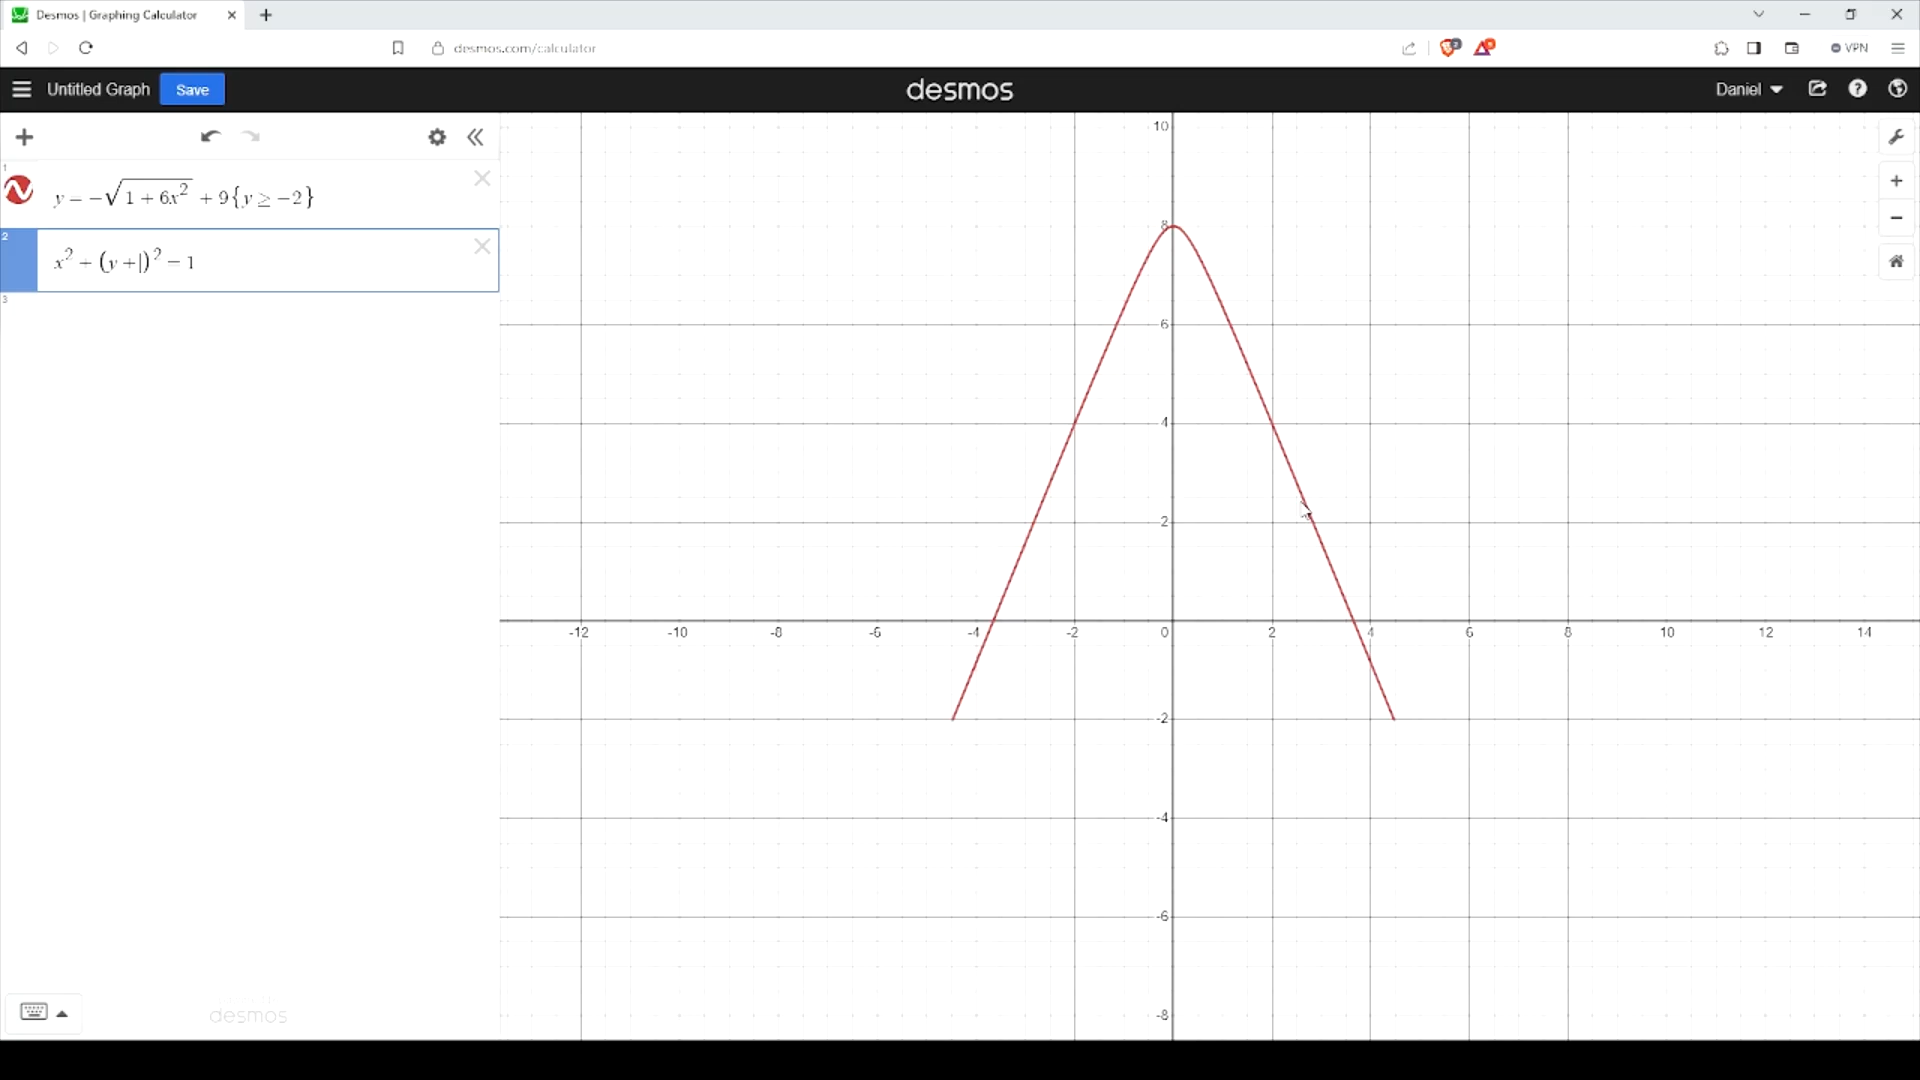 Desmos | Graphing Calculator
desmos.com/calculator
VPN
Untitled Graph Save desmos Daniel
1
y = −√(1 + 6x²) + 9{y ≥ −2}
2
x² + (y +)² = 1
3
10
8
6
4
2
-12 -10 -8 -6 -4 -2 0 2 4 6 8 10 12 14
-2
-4
-6
-8
desmos